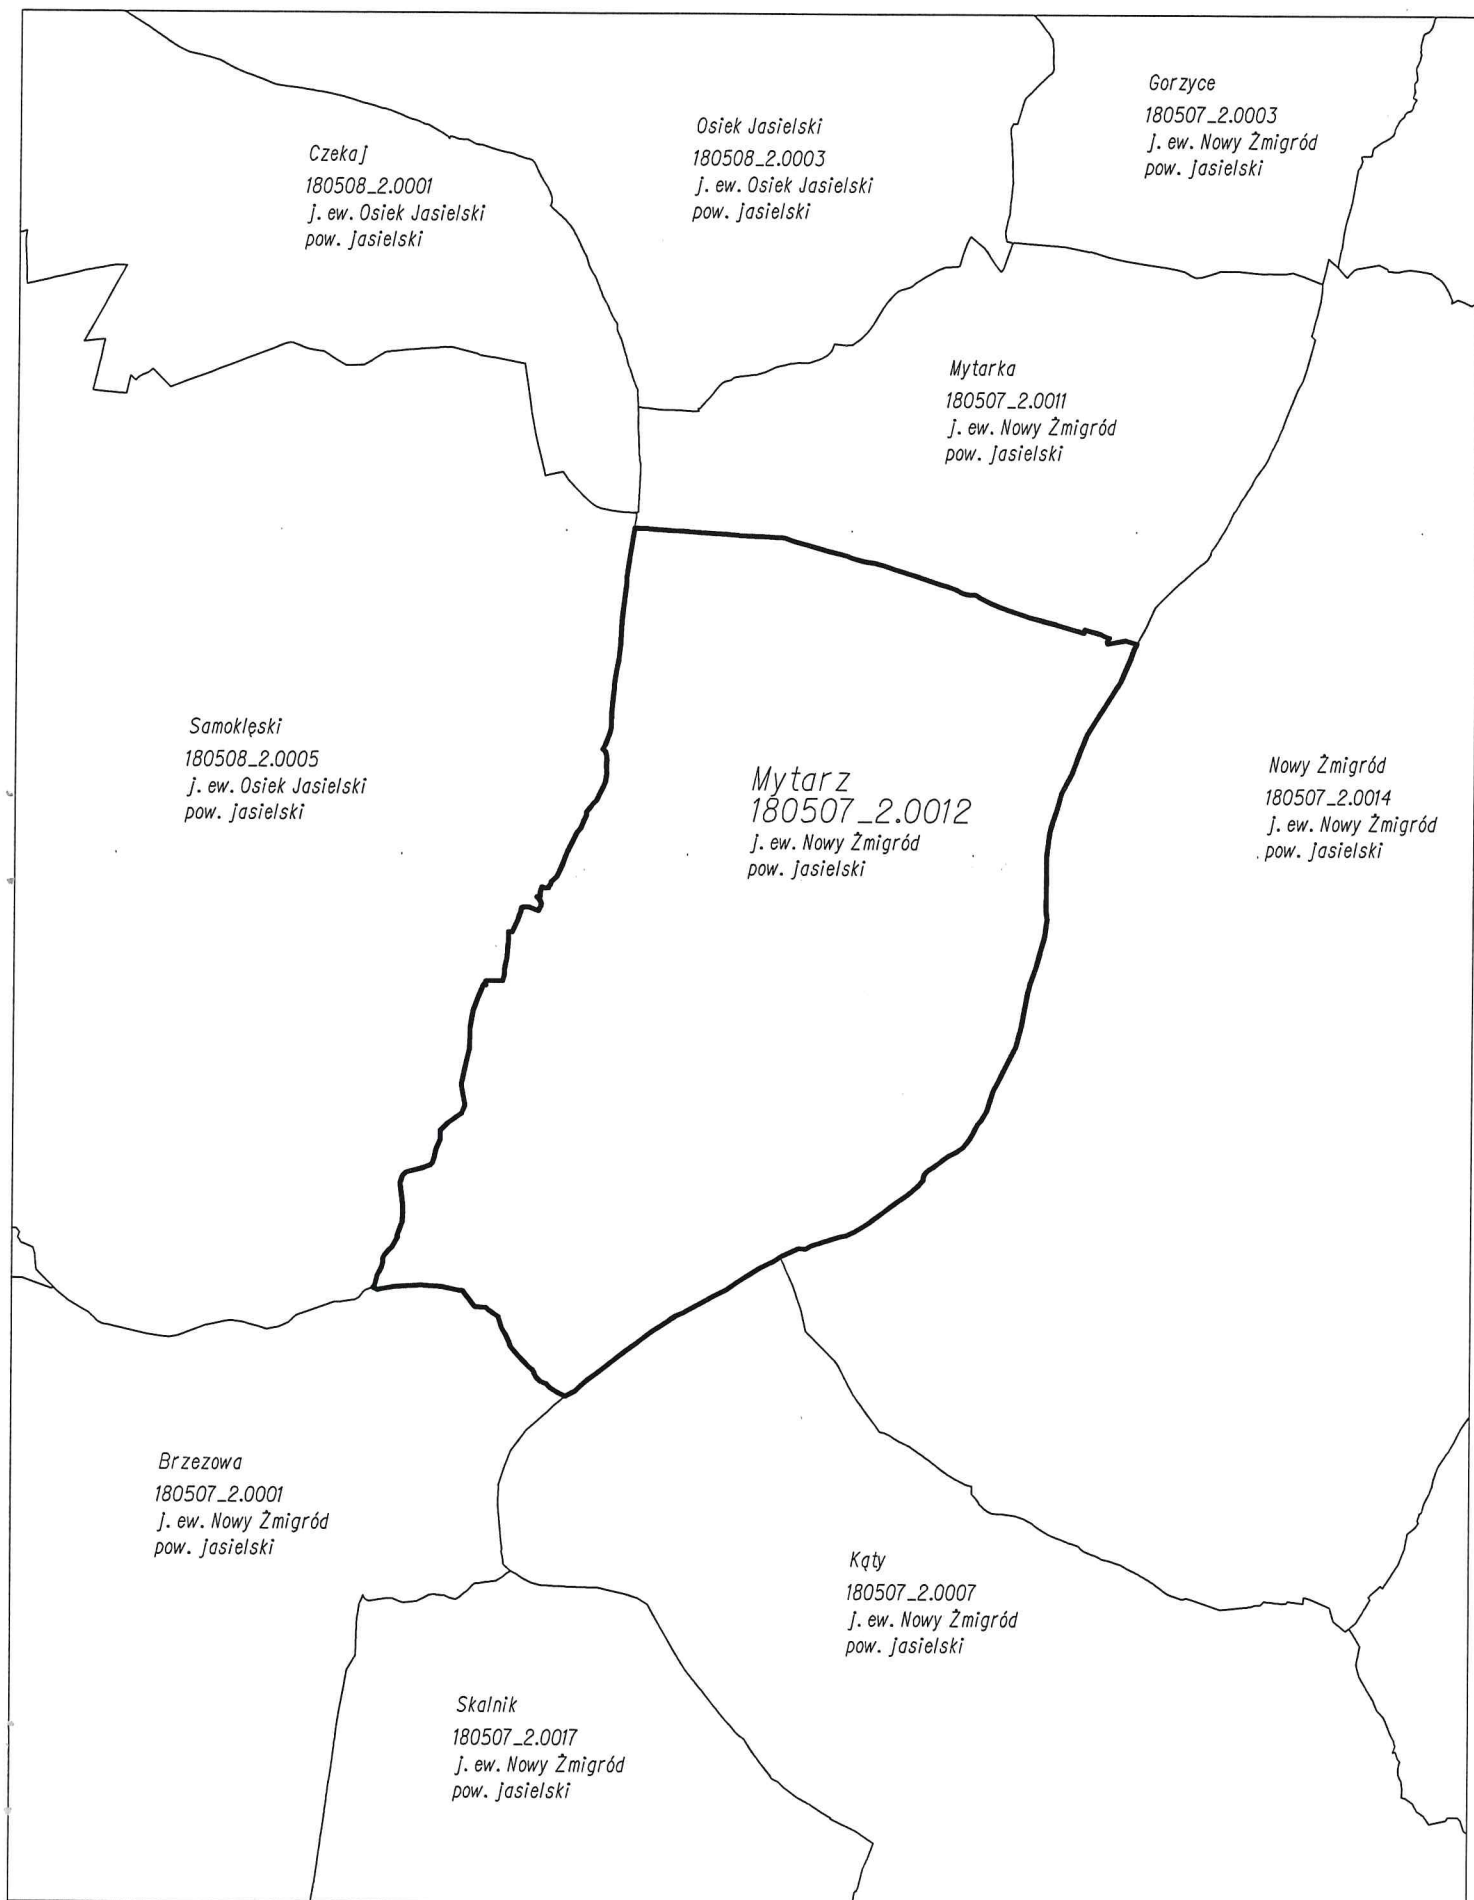 Gorzyce
180507_2.0003
j. ew. Nowy Żmigród
pow. jasielski
Osiek Jasielski
180508_2.0003
j. ew. Osiek Jasielski
pow. jasielski
Czekaj
180508_2.0001
j. ew. Osiek Jasielski
pow. jasielski
Mytarka
180507_2.0011
j. ew. Nowy Żmigród
pow. jasielski
Samoklęski
180508_2.0005
j. ew. Osiek Jasielski
pow. jasielski
Mytarz
180507_2.0012
j. ew. Nowy Żmigród
pow. jasielski
Nowy Żmigród
180507_2.0014
j. ew. Nowy Żmigród
pow. jasielski
Brzezowa
180507_2.0001
j. ew. Nowy Żmigród
pow. jasielski
Kąty
180507_2.0007
j. ew. Nowy Żmigród
pow. jasielski
Skalnik
180507_2.0017
j. ew. Nowy Żmigród
pow. jasielski